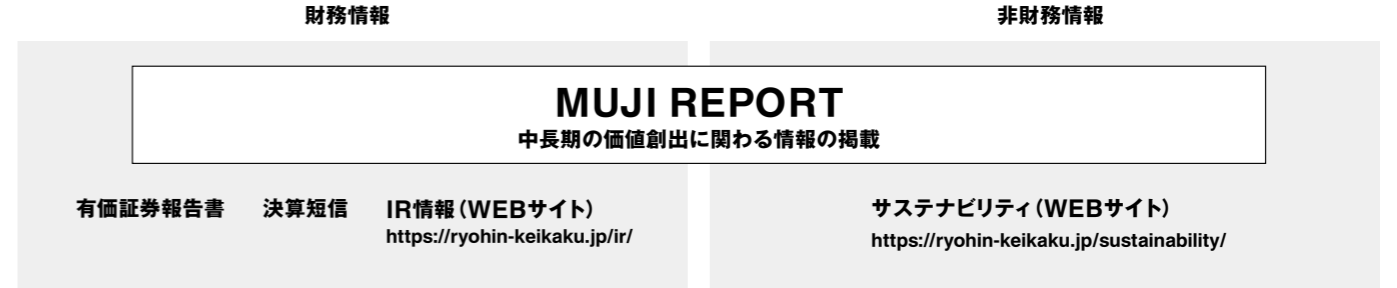 財務情報
非財務情報
MUJI REPORT
中長期の価値創出に関わる情報の掲載
有価証券報告書
決算短信
IR情報（WEBサイト）
https://ryohin-keikaku.jp/ir/
サステナビリティ（WEBサイト）
https://ryohin-keikaku.jp/sustainability/